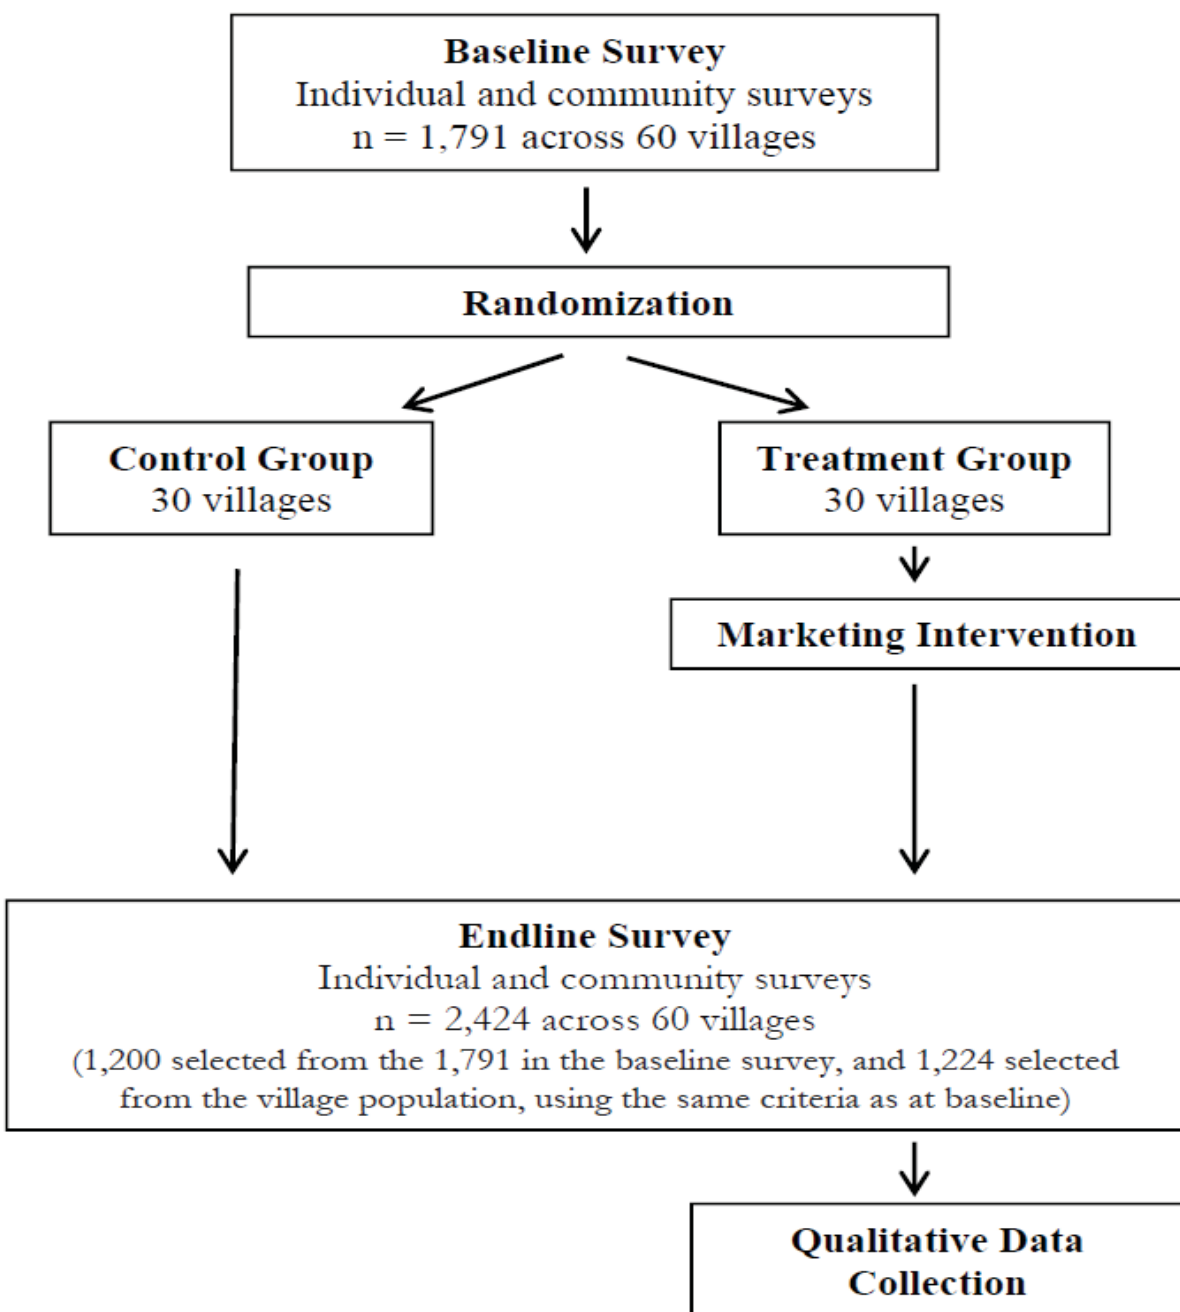 Baseline Survey
Individual and community surveys
n = 1,791 across 60 villages
Randomization
Control Group
30 villages
Treatment Group
30 villages
Marketing Intervention
Endline Survey
Individual and community surveys
n = 2,424 across 60 villages
(1,200 selected from the 1,791 in the baseline survey, and 1,224 selected
from the village population, using the same criteria as at baseline)
Qualitative Data
Collection